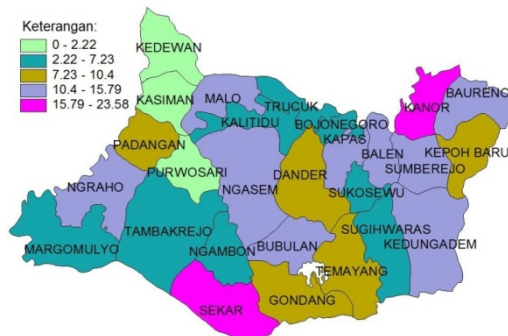 Keterangan:
0 - 2.22
2.22 - 7.23
7.23 - 10.4
10.4 - 15.79
15.79 - 23.58
KEDEWAN
KASIMAN
MALO
TRUCUK
KANOR
BAURENO
KALITIDU
BOJONEGORO
KAPAS
PADANGAN
BALEN
KEPOH BARU
SUMBEREJO
PURWOSARI
DANDER
NGRAHO
NGASEM
SUKOSEWU
TAMBAKREJO
SUGIHWARAS
MARGOMULYO
NGAMBON
BUBULAN
KEDUNGADEM
TEMAYANG
SEKAR
GONDANG